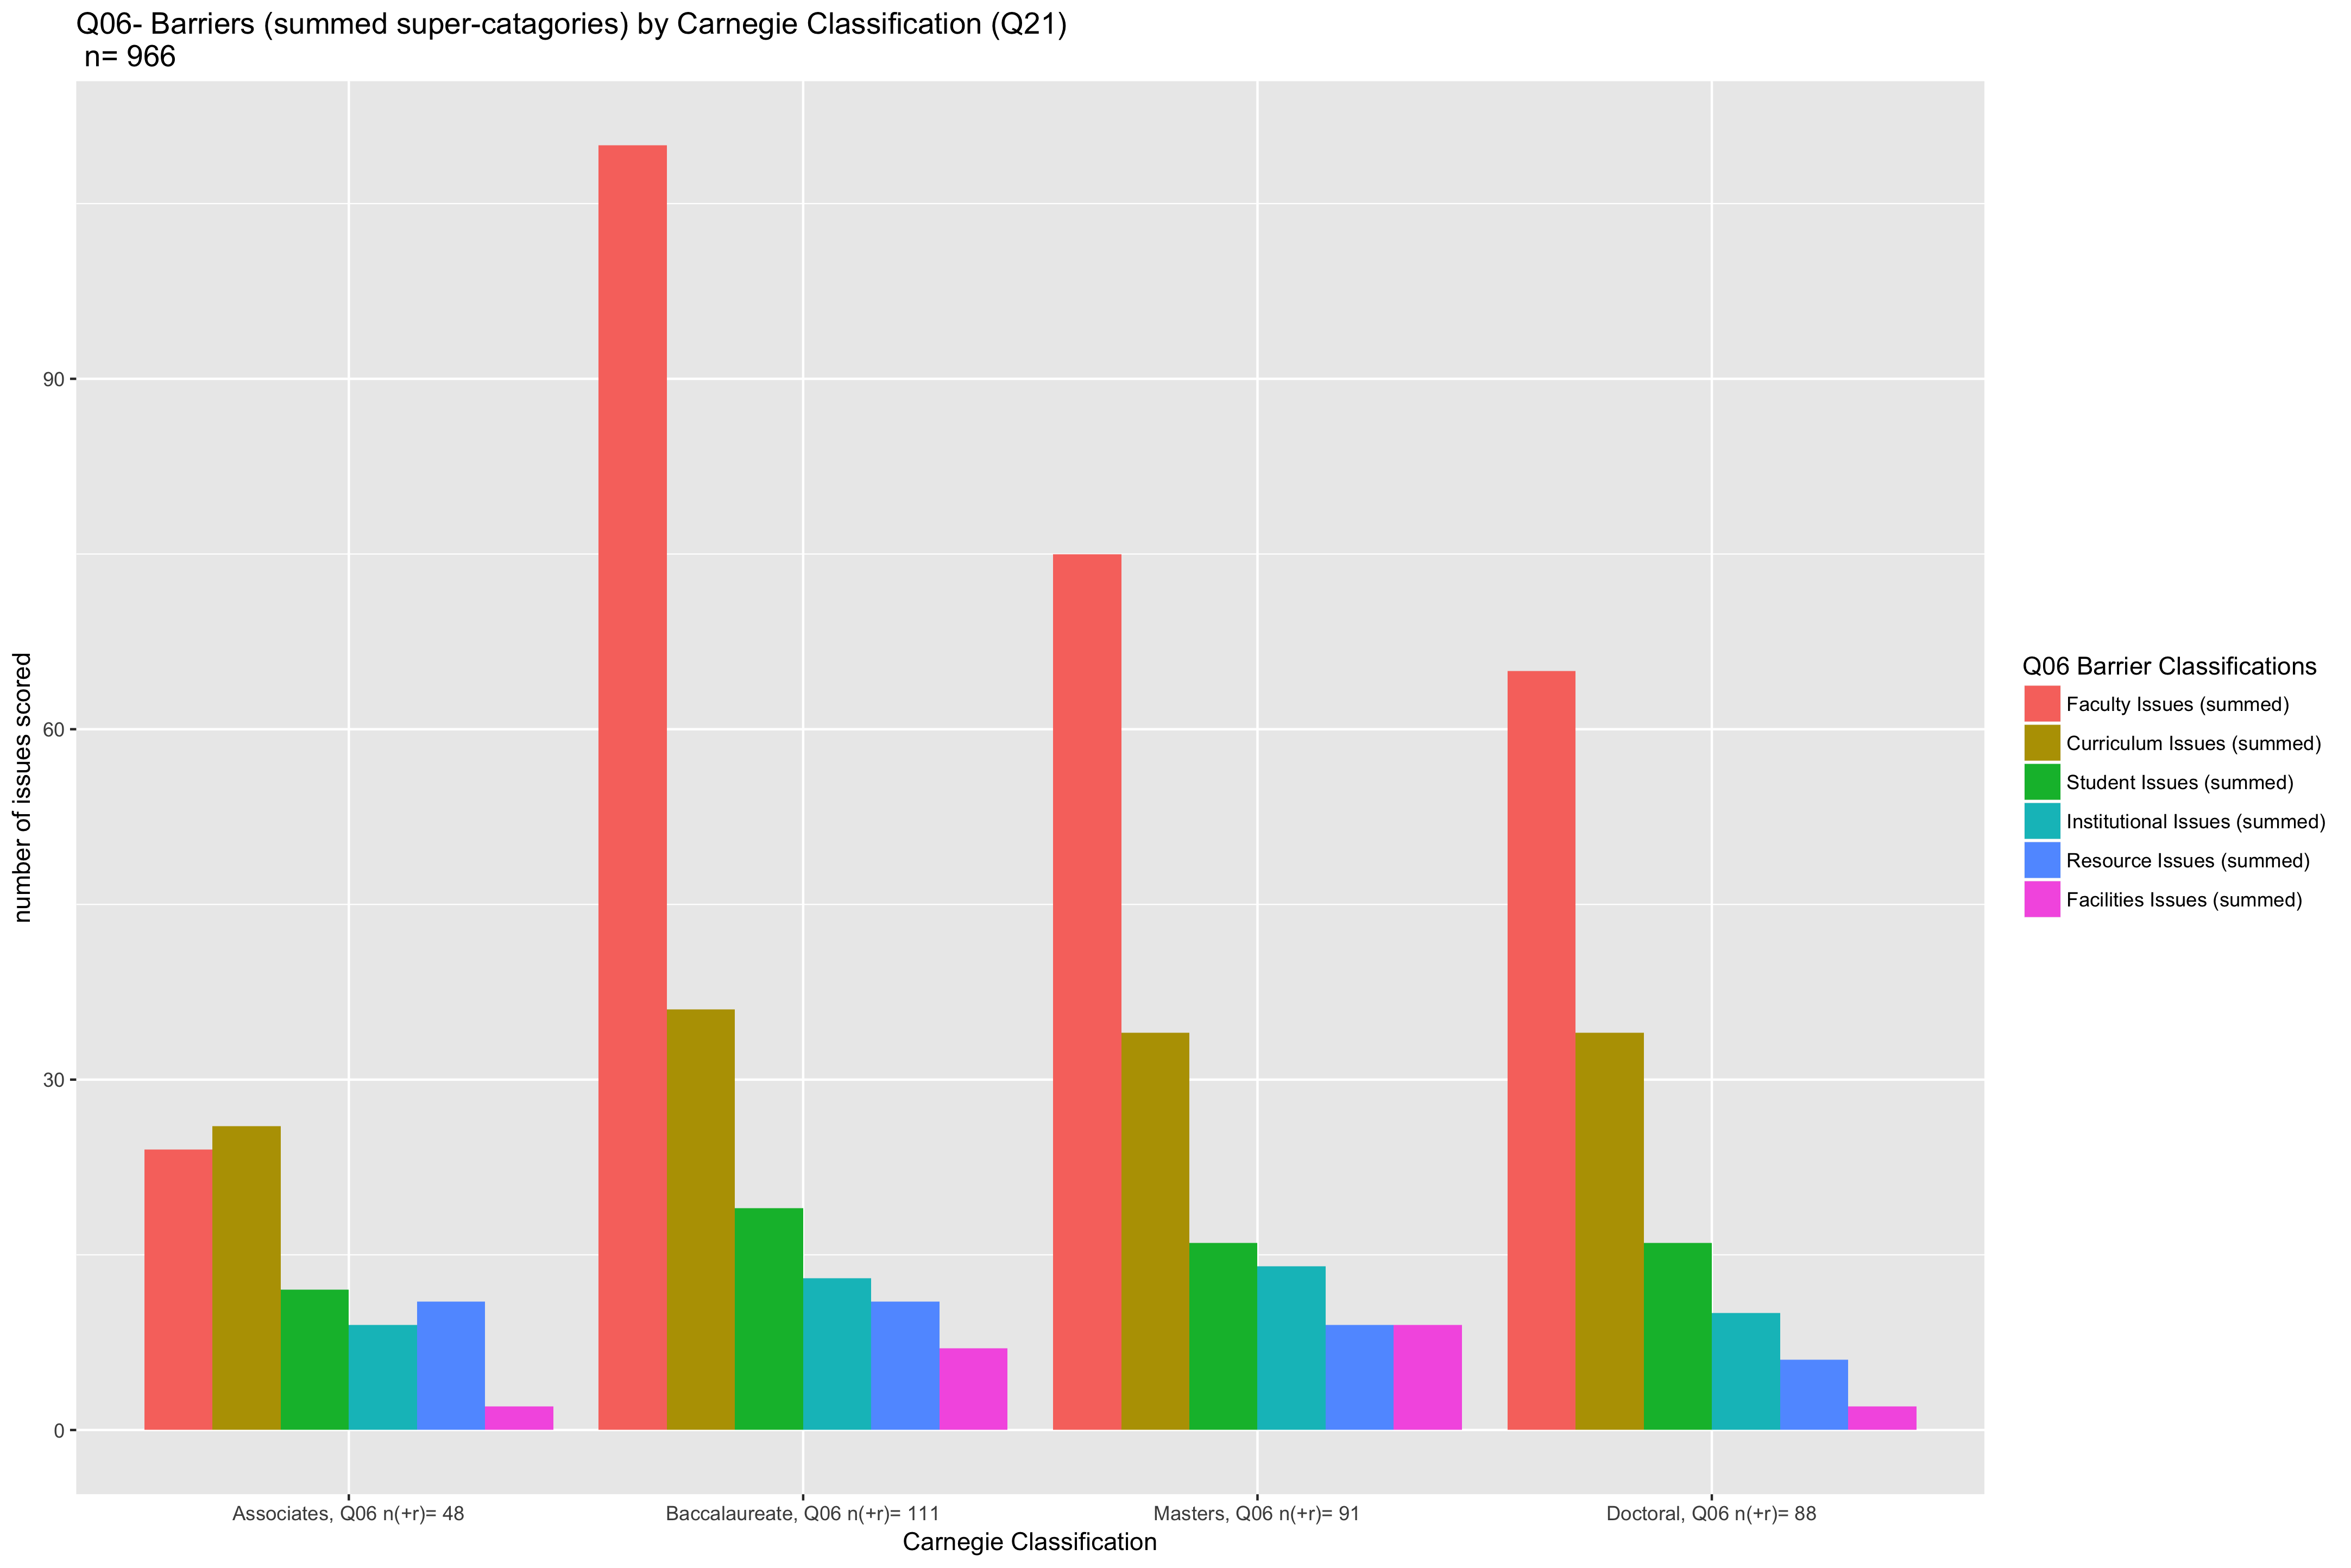 Q06- Barriers (summed super-catagories) by Carnegie Classification (Q21)
n= 966
number of issues scored
90
60
30
0
Associates, Q06 n(+r)= 48
Baccalaureate, Q06 n(+r)= 111
Masters, Q06 n(+r)= 91
Doctoral, Q06 n(+r)= 88
Carnegie Classification
Q06 Barrier Classifications
Faculty Issues (summed)
Curriculum Issues (summed)
Student Issues (summed)
Institutional Issues (summed)
Resource Issues (summed)
Facilities Issues (summed)